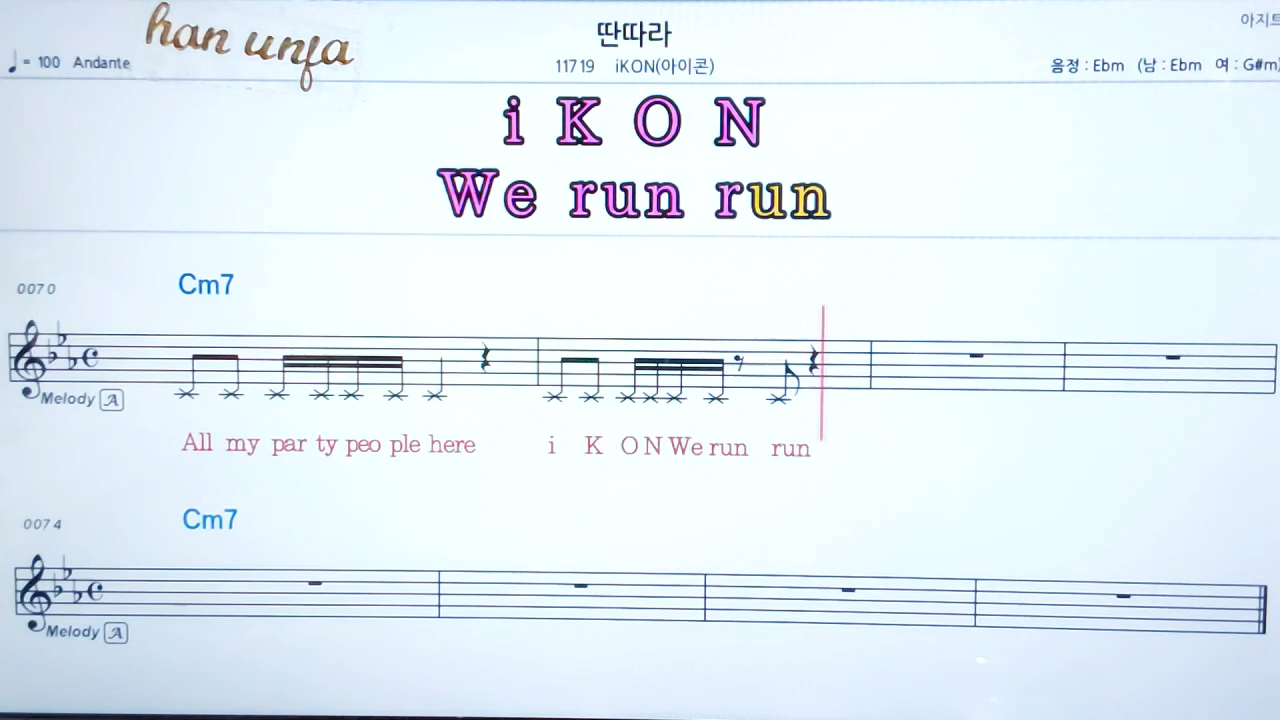 han unfa
딴따라
아지트
♩= 100 Andante
11719 iKON(아이콘)
음정 : Ebm (남 : Ebm 여 : G#m)
i K O N
We run run
0070
Cm7
Melody A
All my par ty peo ple here i K O N We run run
0074
Cm7
Melody A